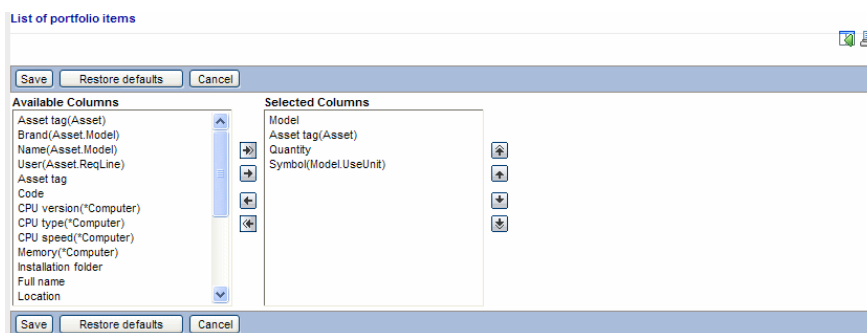 List of portfolio items
Save Restore defaults Cancel
Available Columns Selected Columns
Asset tag(Asset)
Brand(Asset.Model)
Name(Asset.Model)
User(Asset.ReqLine)
Asset tag
Code
CPU version(*Computer)
CPU type(*Computer)
CPU speed(*Computer)
Memory(*Computer)
Installation folder
Full name
Location
Model
Asset tag(Asset)
Quantity
Symbol(Model.UseUnit)
Save Restore defaults Cancel